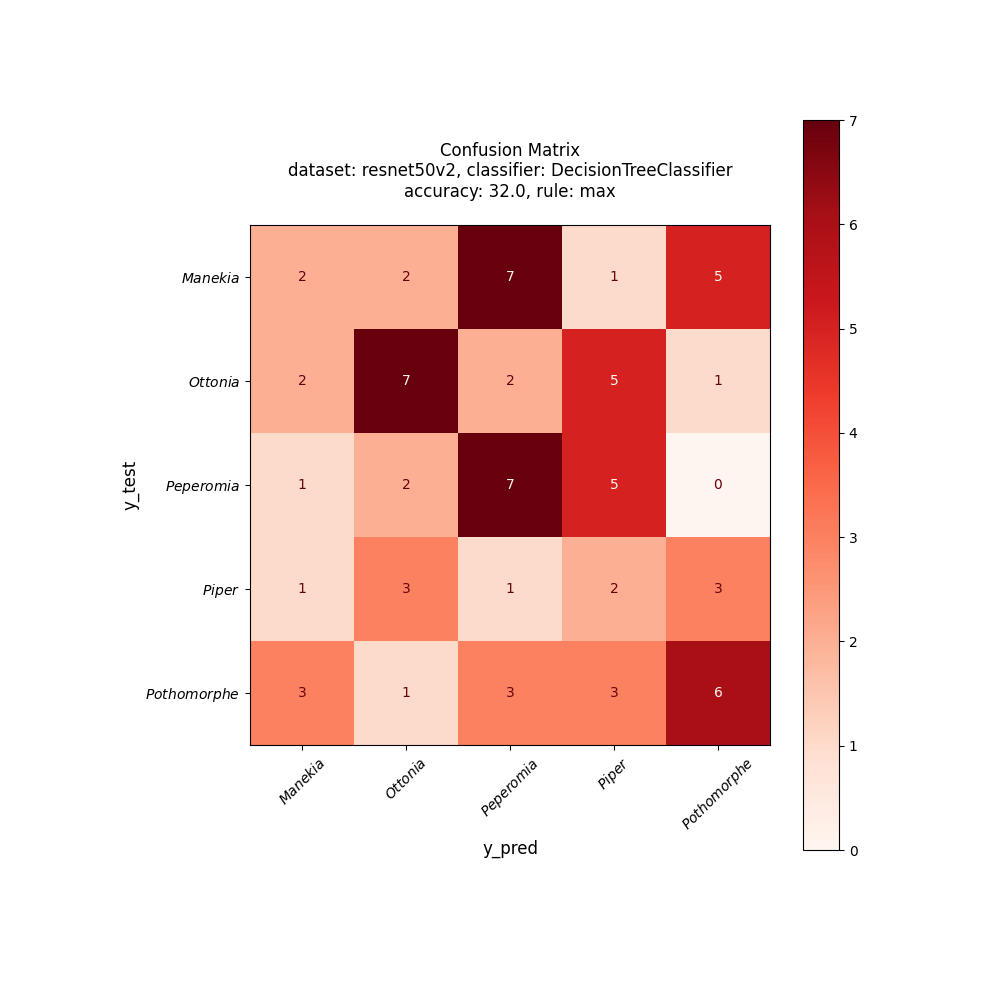 Confusion Matrix
dataset: resnet50v2, classifier: DecisionTreeClassifier
accuracy: 32.0, rule: max
y_test
Manekia 2 2 7 1 5
Ottonia 2 7 2 5 1
Peperomia 1 2 7 5 0
Piper 1 3 1 2 3
Pothomorphe 3 1 3 3 6
Manekia Ottonia Peperomia Piper Pothomorphe
y_pred
7
6
5
4
3
2
1
0